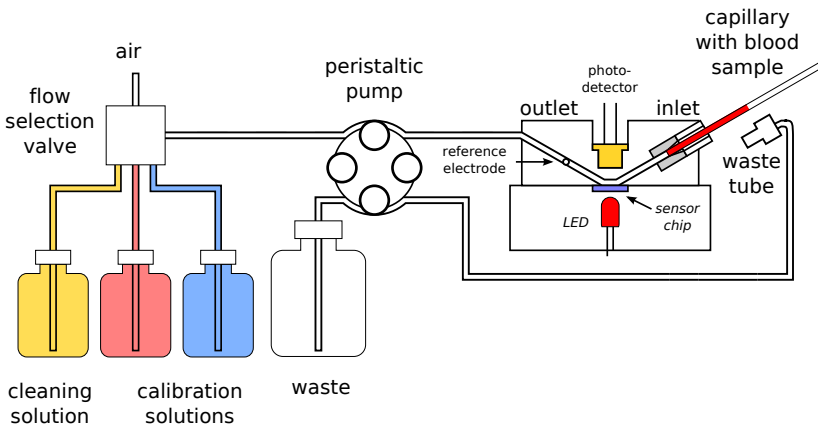 air
flow
selection
valve
peristaltic
pump
photo-
detector
capillary
with blood
sample
outlet
inlet
reference
electrode
waste
tube
LED
sensor
chip
cleaning
solution
calibration
solutions
waste